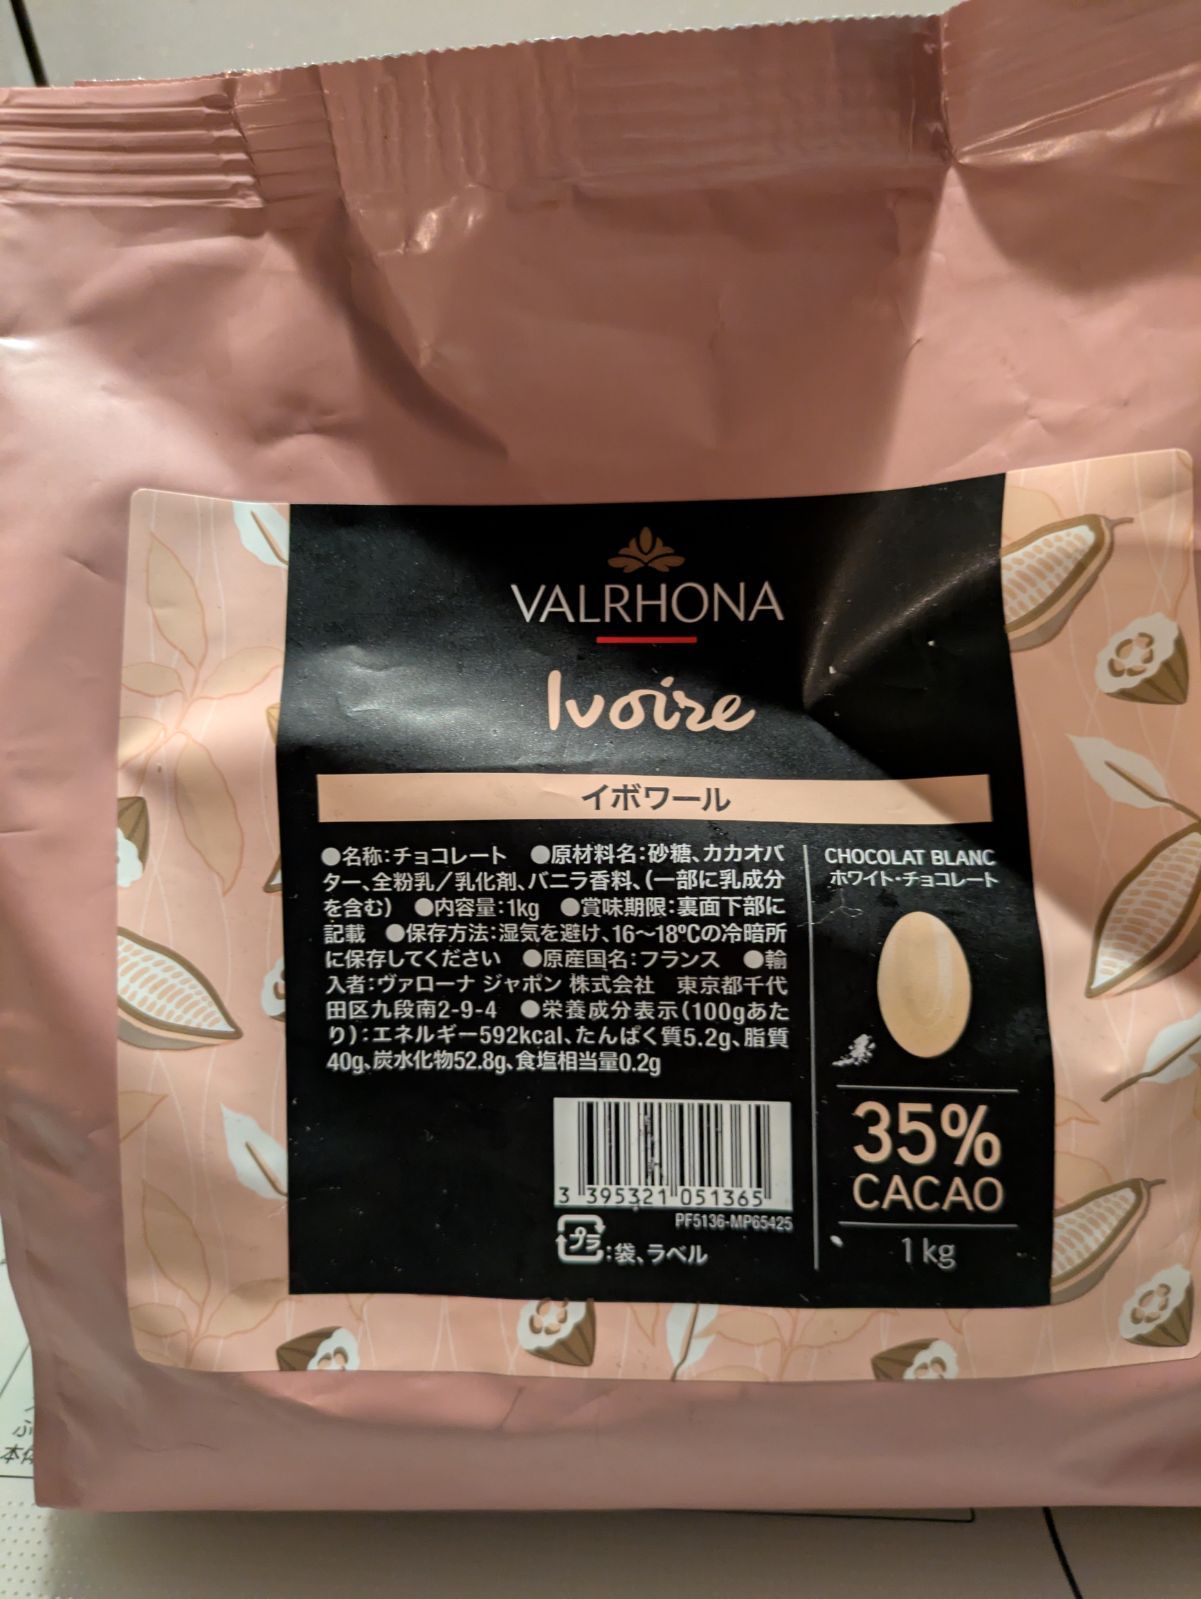 VALRHONA
Ivoire
イボワール
●名称:チョコレート ●原材料名:砂糖、カカオバ
ター、全粉乳/乳化剤、バニラ香料、(一部に乳成分
を含む) ●内容量:1kg ●賞味期限:裏面下部に
記載 ●保存方法:湿気を避け、16〜18ºCの冷暗所
に保存してください ●原産国名:フランス ●輸
入者:ヴァローナ ジャポン 株式会社 東京都千代
田区九段南2-9-4 ●栄養成分表示(100gあた
り):エネルギー592kcal、たんぱく質5.2g、脂質
40g、炭水化物52.8g、食塩相当量0.2g
3 395321 051365
PF5136-MP65425
プラ:袋、ラベル
CHOCOLAT BLANC
ホワイト・チョコレート
35%
CACAO
1kg